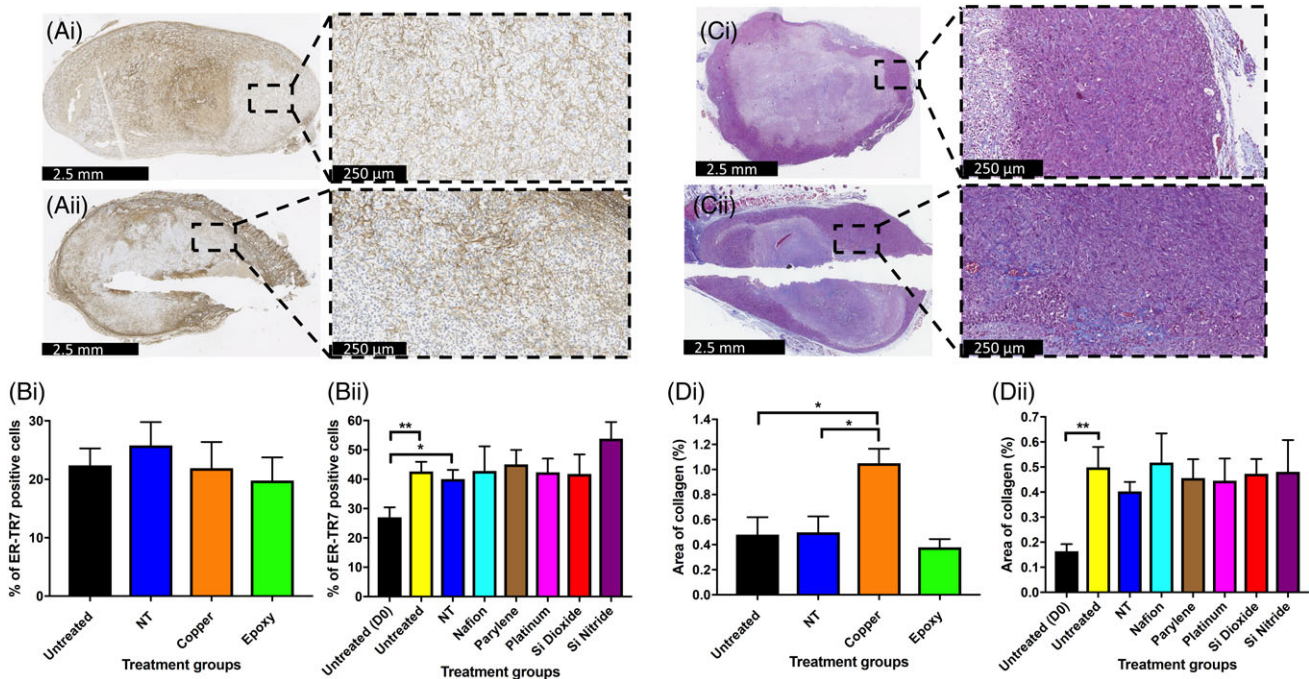 (Ai)
2.5 mm
250 µm
(Ci)
2.5 mm
250 µm
(Aii)
2.5 mm
250 µm
(Cii)
2.5 mm
250 µm
(Bi)
% of ER-TR7 positive cells
30
20
10
0
Untreated
NT
Copper
Epoxy
Treatment groups
(Bii)
% of ER-TR7 positive cells
60
50
40
30
20
10
0
**
*
Untreated (D0)
Untreated
NT
Nafion
Parylene
Platinum
Si Dioxide
Si Nitride
Treatment groups
(Di)
Area of collagen (%)
1.4
1.2
1.0
0.8
0.6
0.4
0.2
0.0
*
*
Untreated
NT
Copper
Epoxy
Treatment groups
(Dii)
Area of collagen (%)
0.7
0.6
0.5
0.4
0.3
0.2
0.1
0.0
**
Untreated (D0)
Untreated
NT
Nafion
Parylene
Platinum
Si Dioxide
Si Nitride
Treatment groups